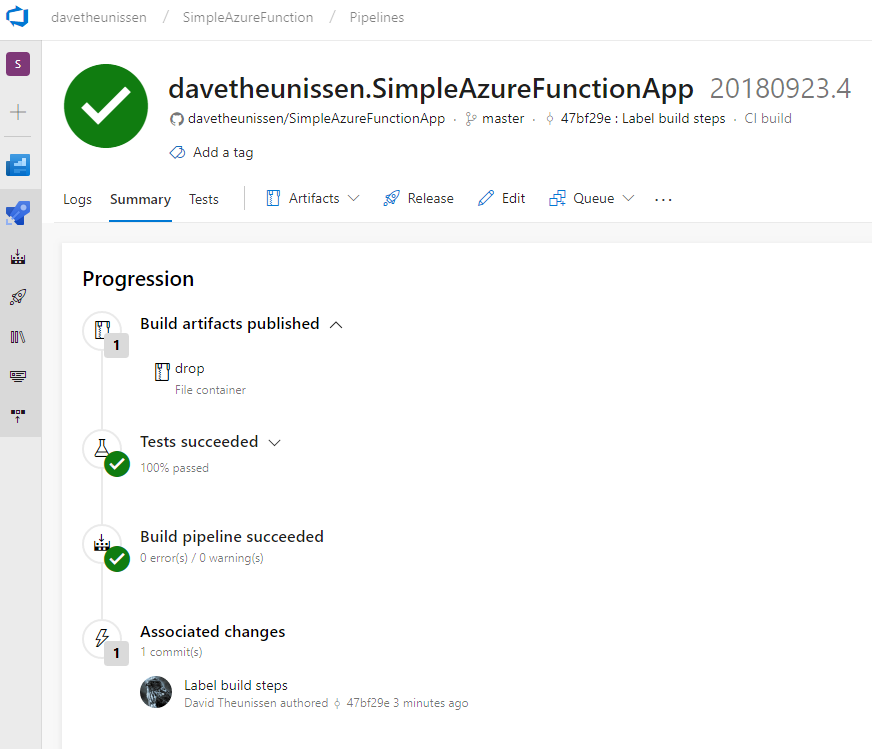 davetheunissen / SimpleAzureFunction / Pipelines
S
davetheunissen.SimpleAzureFunctionApp 20180923.4
davetheunissen/SimpleAzureFunctionApp · master · 47bf29e : Label build steps · CI build
Add a tag
Logs Summary Tests Artifacts Release Edit Queue ...
Progression
Build artifacts published
1
drop
File container
Tests succeeded
100% passed
Build pipeline succeeded
0 error(s) / 0 warning(s)
Associated changes
1
1 commit(s)
Label build steps
David Theunissen authored 47bf29e 3 minutes ago